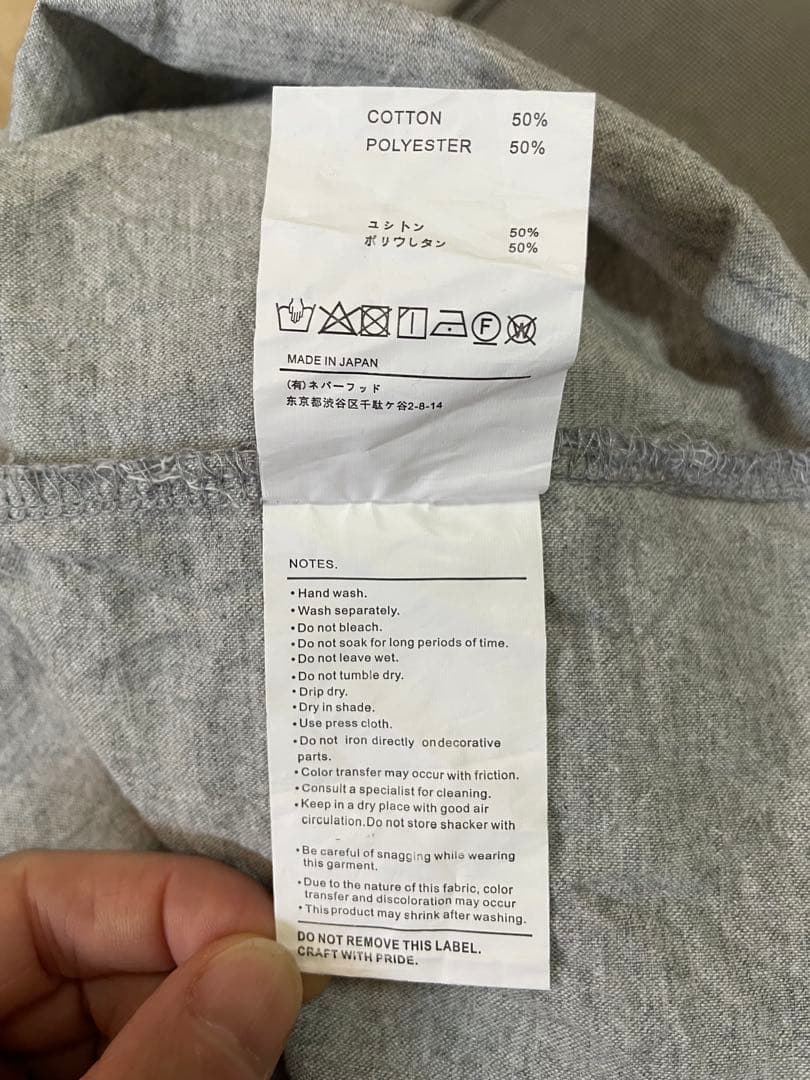 COTTON 50%
POLYESTER 50%
ユシトン 50%
ポリウしタン 50%
F
W
MADE IN JAPAN
(有)ネバーフッド
东京都渋谷区千駄ケ谷2-8-14
NOTES.
•Hand wash.
•Wash separately.
•Do not bleach.
•Do not soak for long periods of time.
•Do not leave wet.
•Do not tumble dry.
•Drip dry.
•Dry in shade.
•Use press cloth.
•Do not iron directly ondecorative
parts.
•Color transfer may occur with friction.
•Consult a specialist for cleaning.
•Keep in a dry place with good air
circulation.Do not store shacker with
•Be careful of snagging while wearing
this garment.
•Due to the nature of this fabric, color
transfer and discoloration may occur
•This product may shrink after washing.
DO NOT REMOVE THIS LABEL.
CRAFT WITH PRIDE.